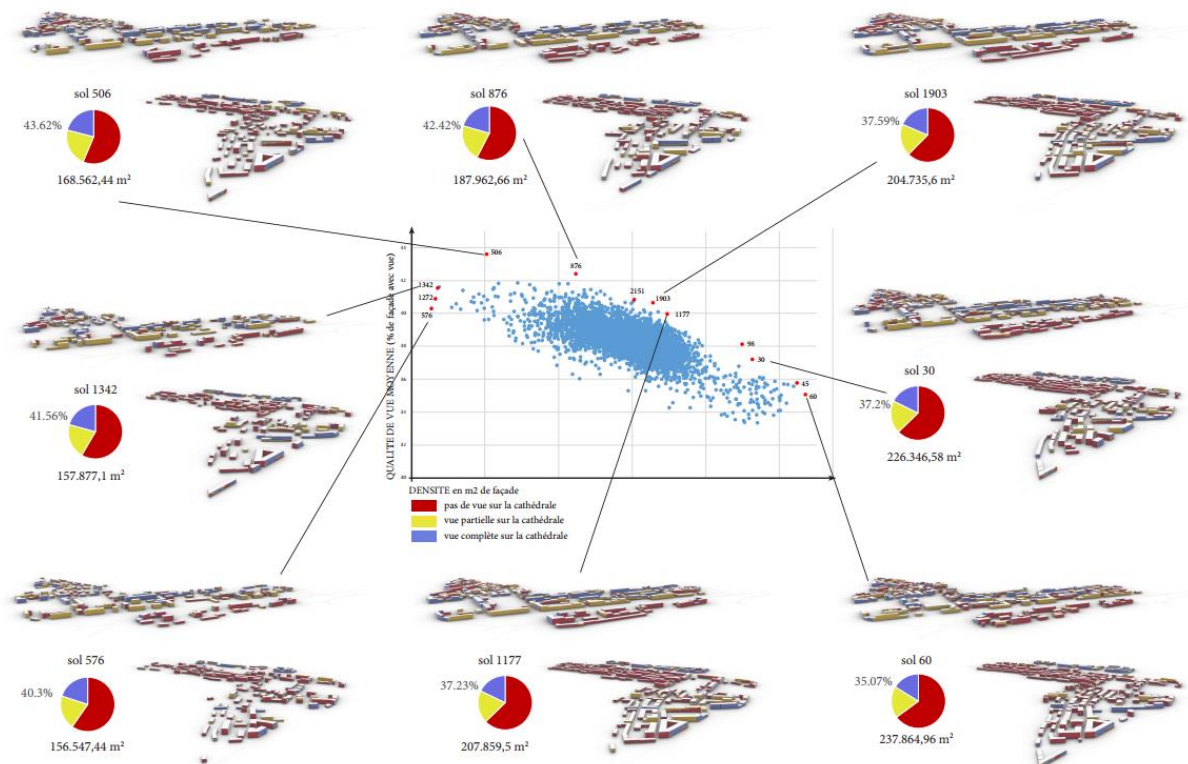 sol 506
43.62%
168.562,44 m²
sol 876
42.42%
187.962,66 m²
sol 1903
37.59%
204.735,6 m²
sol 1342
41.56%
157.877,1 m²
QUALITE DE VUE MOYENNE (% de façade avec vue)
506
876
1342
1272
576
2151
1903
1177
98
30
45
60
DENSITE en m2 de façade
pas de vue sur la cathédrale
vue partielle sur la cathédrale
vue complète sur la cathédrale
sol 30
37.2%
226.346,58 m²
sol 576
40.3%
156.547,44 m²
sol 1177
37.23%
207.859,5 m²
sol 60
35.07%
237.864,96 m²